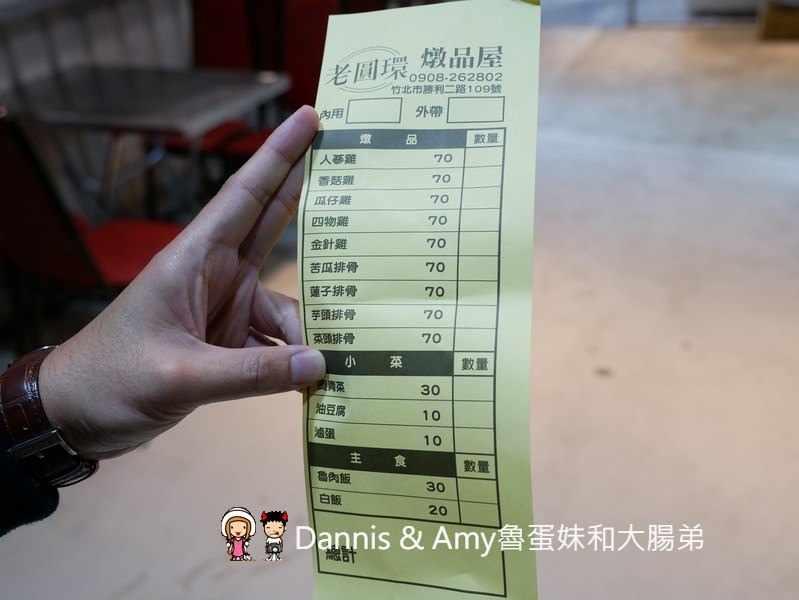 老圓環 燉品屋
0908-262802
竹北市勝利二路109號
內用 外帶
燉品 數量
人蔘雞 70
香菇雞 70
瓜仔雞 70
四物雞 70
金針雞 70
苦瓜排骨 70
蓮子排骨 70
芋頭排骨 70
菜頭排骨 70
小菜 數量
青菜 30
油豆腐 10
滷蛋 10
主食 數量
魯肉飯 30
白飯 20
總計
Dannis & Amy魯蛋妹和大腸弟